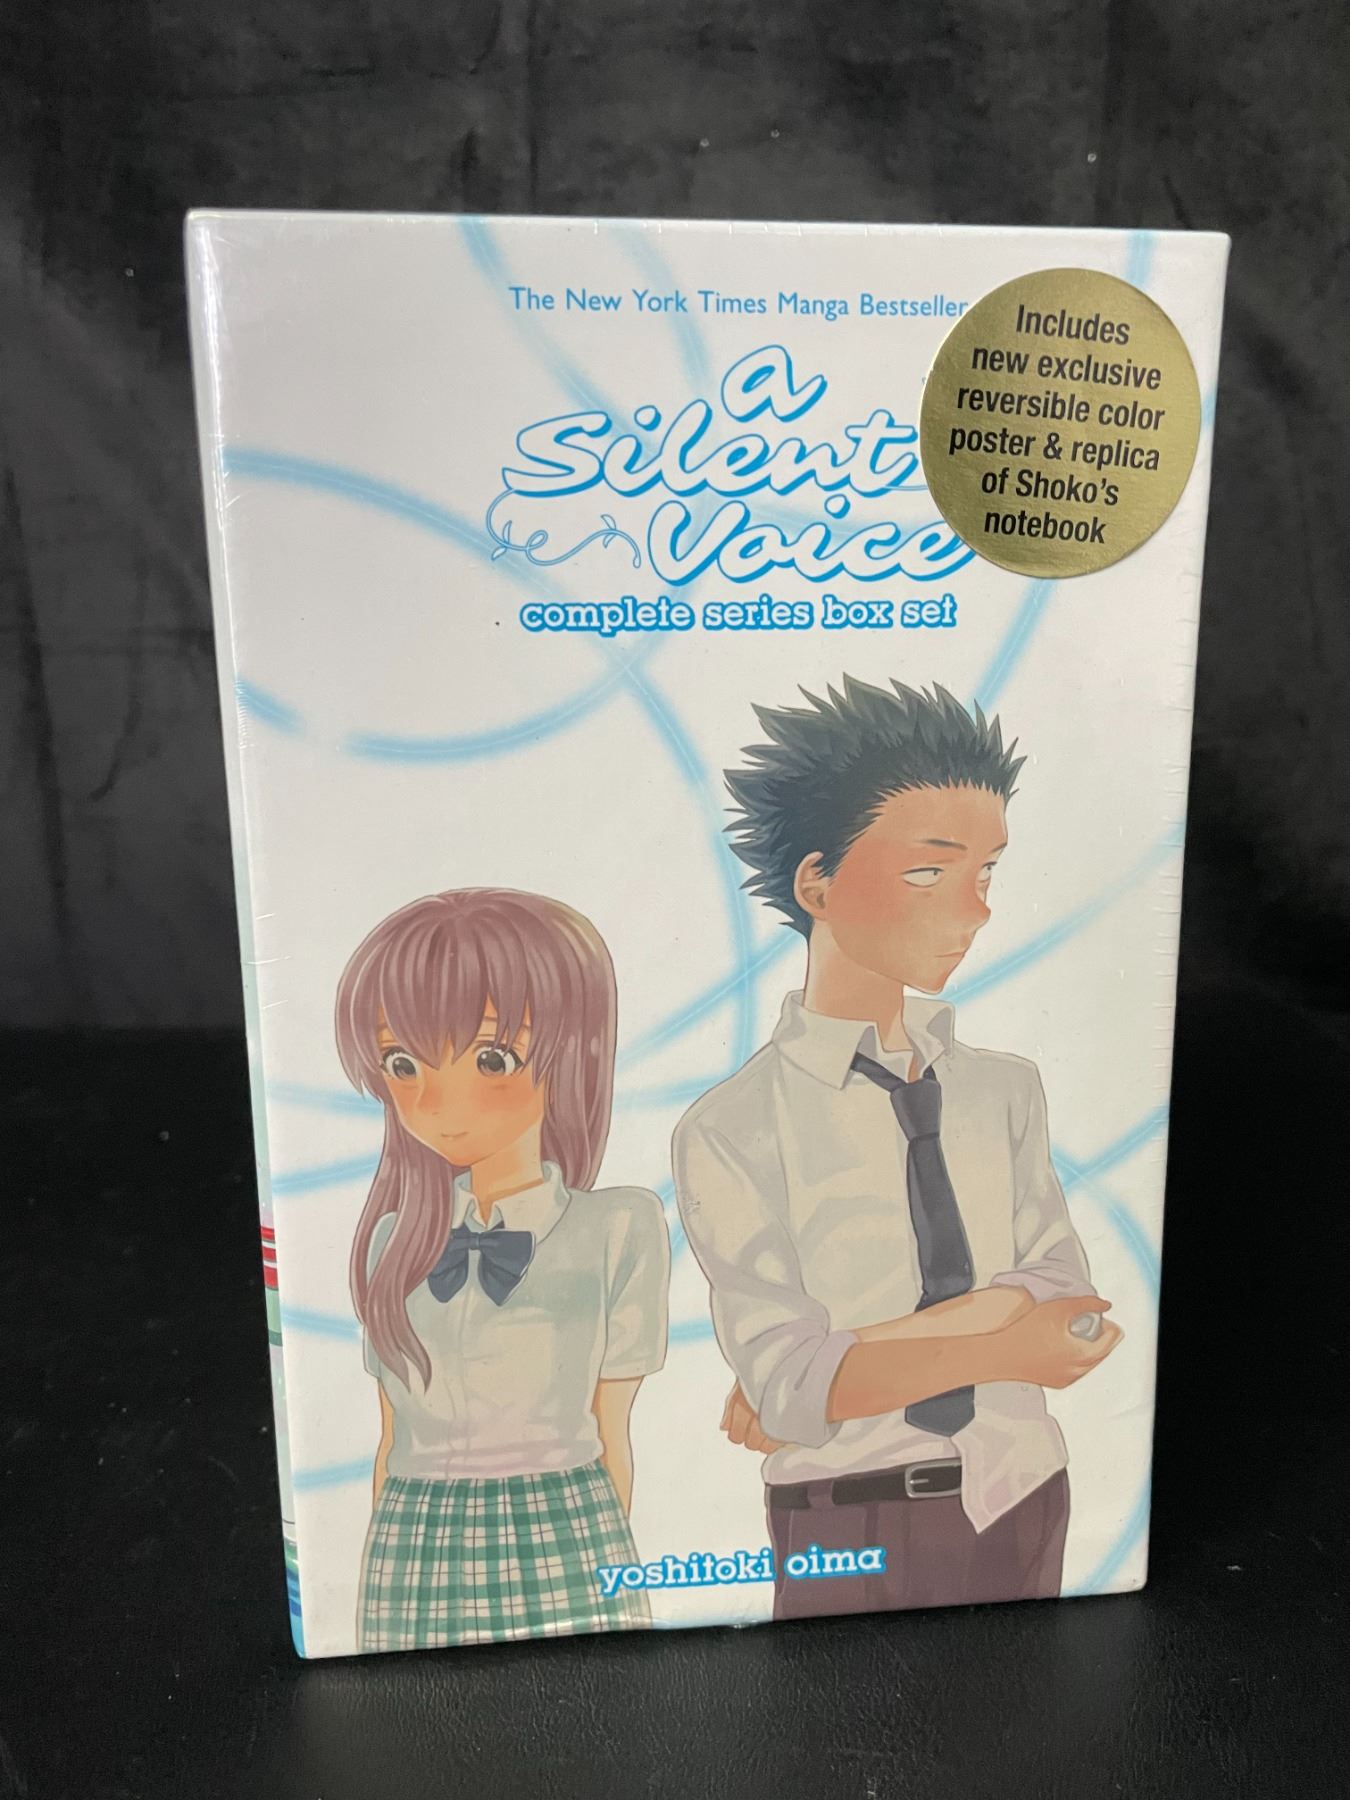 The New York Times Manga Bestseller
a
Silent
Voice
complete series box set
Includes
new exclusive
reversible color
poster & replica
of Shoko's
notebook
yoshitoki oima